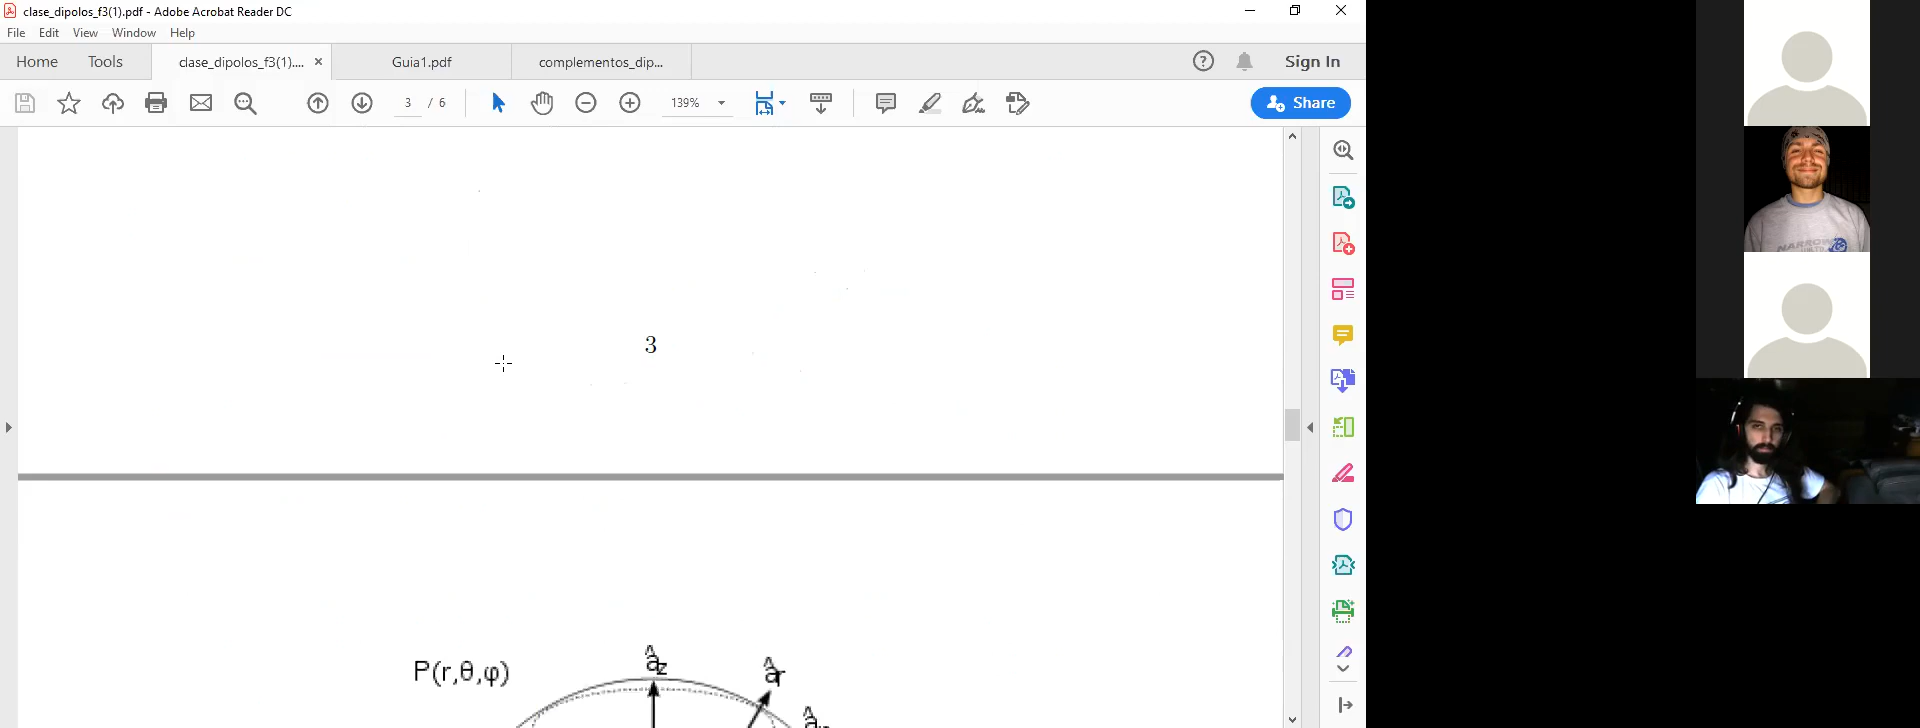 clase_dipolos_f3(1).pdf - Adobe Acrobat Reader DC
File Edit View Window Help
Home Tools clase_dipolos_f3(1).... Guia1.pdf complementos_dip... Sign In
3 / 6 139% Share
3
P(r,θ,φ)
âz
âr
NARROW